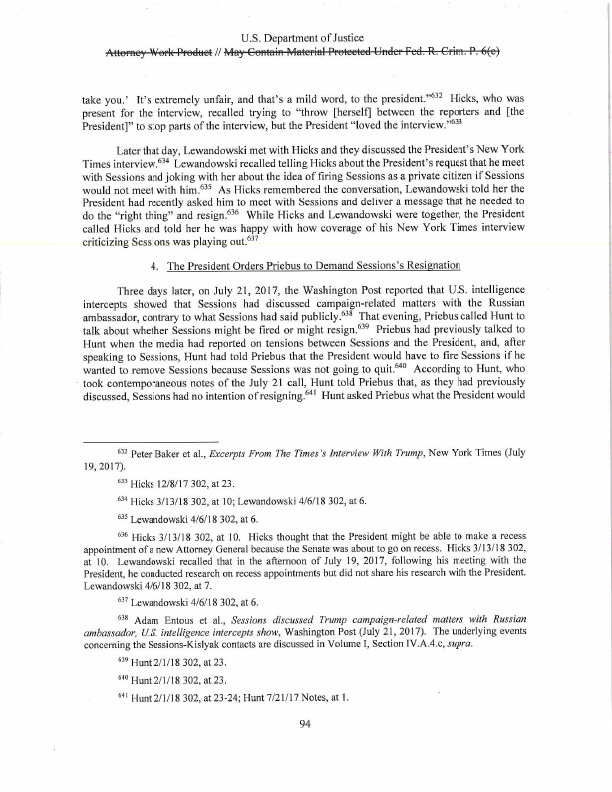 U.S. Department of Justice
Attorney Work Product // May Contain Material Protected Under Fed. R. Crim. P. 6(e)
take you.' It's extremely unfair, and that's a mild word, to the president."632 Hicks, who was
present for the interview, recalled trying to "throw [herself] between the reporters and [the
President]" to stop parts of the interview, but the President "loved the interview."633
Later that day, Lewandowski met with Hicks and they discussed the President's New York
Times interview.634 Lewandowski recalled telling Hicks about the President's request that he meet
with Sessions and joking with her about the idea of firing Sessions as a private citizen if Sessions
would not meet with him.635 As Hicks remembered the conversation, Lewandowski told her the
President had recently asked him to meet with Sessions and deliver a message that he needed to
do the "right thing" and resign.636 While Hicks and Lewandowski were together, the President
called Hicks and told her he was happy with how coverage of his New York Times interview
criticizing Sessions was playing out.637
4. The President Orders Priebus to Demand Sessions's Resignation
Three days later, on July 21, 2017, the Washington Post reported that U.S. intelligence
intercepts showed that Sessions had discussed campaign-related matters with the Russian
ambassador, contrary to what Sessions had said publicly.638 That evening, Priebus called Hunt to
talk about whether Sessions might be fired or might resign.639 Priebus had previously talked to
Hunt when the media had reported on tensions between Sessions and the President, and, after
speaking to Sessions, Hunt had told Priebus that the President would have to fire Sessions if he
wanted to remove Sessions because Sessions was not going to quit.640 According to Hunt, who
took contemporaneous notes of the July 21 call, Hunt told Priebus that, as they had previously
discussed, Sessions had no intention of resigning.641 Hunt asked Priebus what the President would
632 Peter Baker et al., Excerpts From The Times's Interview With Trump, New York Times (July
19, 2017).
633 Hicks 12/8/17 302, at 23.
634 Hicks 3/13/18 302, at 10; Lewandowski 4/6/18 302, at 6.
635 Lewandowski 4/6/18 302, at 6.
636 Hicks 3/13/18 302, at 10. Hicks thought that the President might be able to make a recess
appointment of a new Attorney General because the Senate was about to go on recess. Hicks 3/13/18 302,
at 10. Lewandowski recalled that in the afternoon of July 19, 2017, following his meeting with the
President, he conducted research on recess appointments but did not share his research with the President.
Lewandowski 4/6/18 302, at 7.
637 Lewandowski 4/6/18 302, at 6.
638 Adam Entous et al., Sessions discussed Trump campaign-related matters with Russian
ambassador, U.S. intelligence intercepts show, Washington Post (July 21, 2017). The underlying events
concerning the Sessions-Kislyak contacts are discussed in Volume I, Section IV.A.4.c, supra.
639 Hunt 2/1/18 302, at 23.
640 Hunt 2/1/18 302, at 23.
641 Hunt 2/1/18 302, at 23-24; Hunt 7/21/17 Notes, at 1.
94